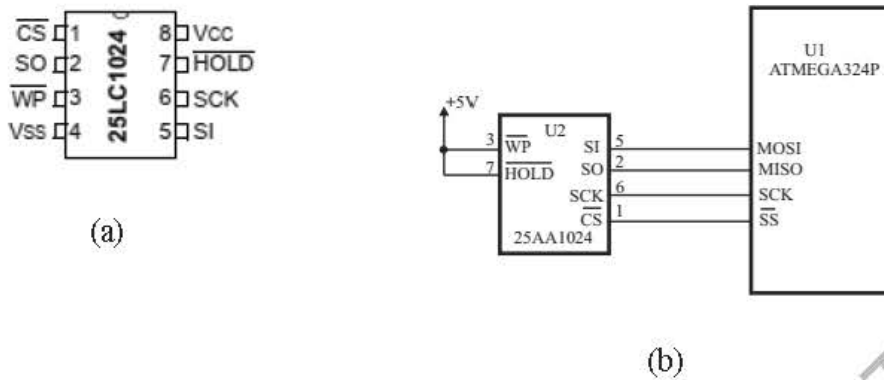 CS 1 8 Vcc
SO 2 7 HOLD
WP 3 6 SCK
Vss 4 5 SI
25LC1024
(a)
+5V
U2
3 WP SI 5
7 HOLD SO 2
SCK 6
CS 1
25AA1024
U1
ATMEGA324P
MOSI
MISO
SCK
SS
(b)